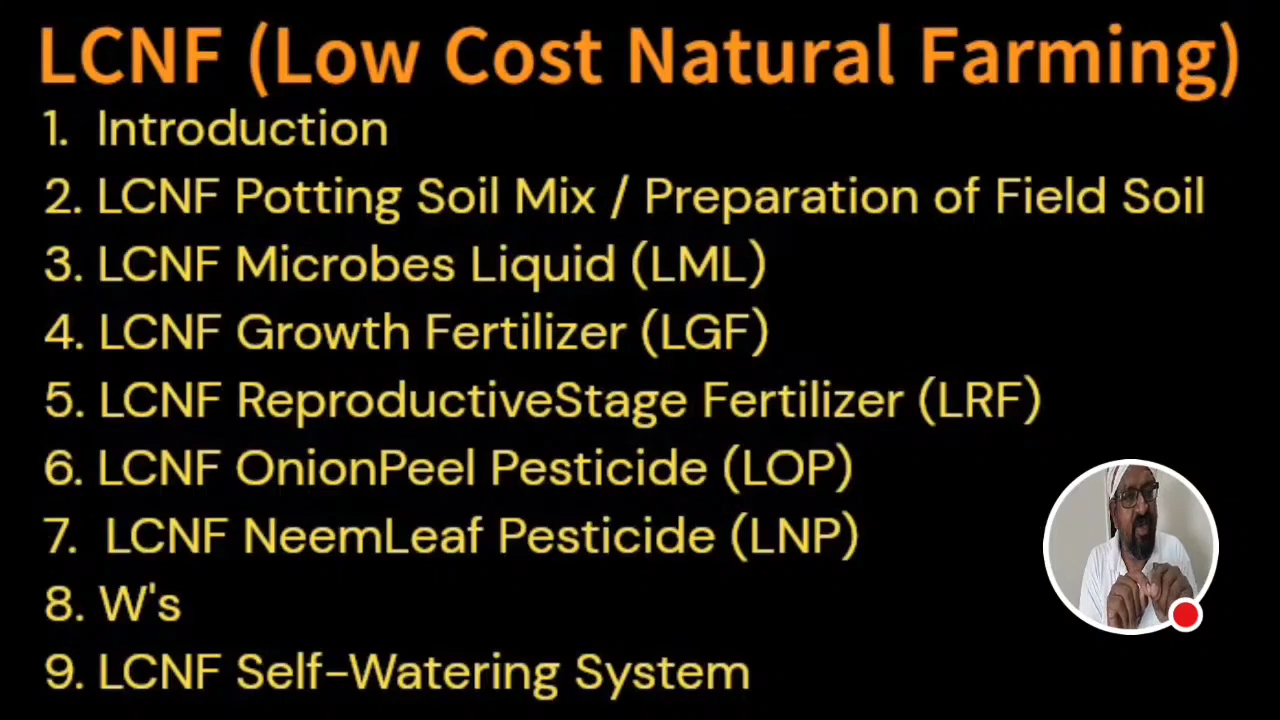 LCNF (Low Cost Natural Farming)
1. Introduction
2. LCNF Potting Soil Mix / Preparation of Field Soil
3. LCNF Microbes Liquid (LML)
4. LCNF Growth Fertilizer (LGF)
5. LCNF ReproductiveStage Fertilizer (LRF)
6. LCNF OnionPeel Pesticide (LOP)
7. LCNF NeemLeaf Pesticide (LNP)
8. W's
9. LCNF Self-Watering System